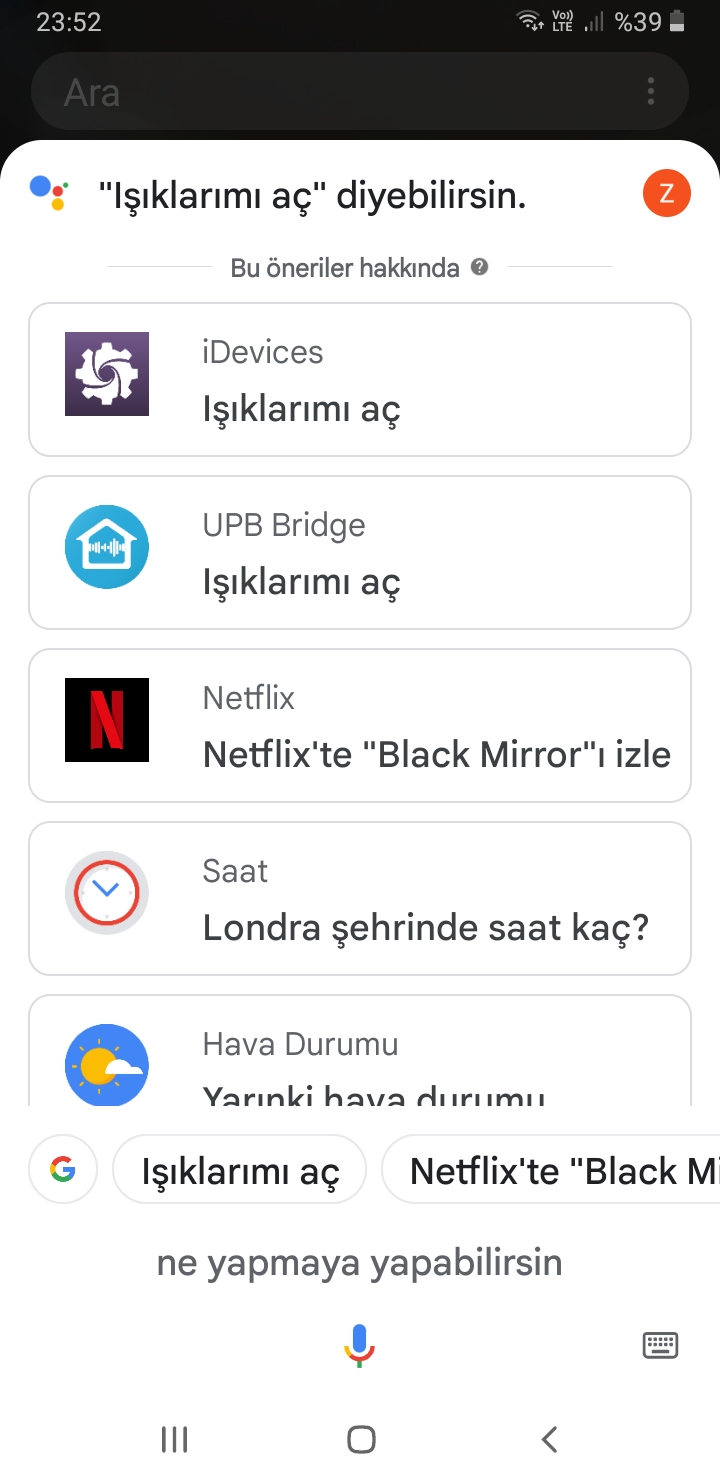 23:52
Vo)) LTE %39
Ara
"Işıklarımı aç" diyebilirsin.
Z
Bu öneriler hakkında ?
iDevices
Işıklarımı aç
UPB Bridge
Işıklarımı aç
N
Netflix
Netflix'te "Black Mirror"ı izle
Saat
Londra şehrinde saat kaç?
Hava Durumu
Yarınki hava durumu
G
Işıklarımı aç
Netflix'te "Black Mi
ne yapmaya yapabilirsin